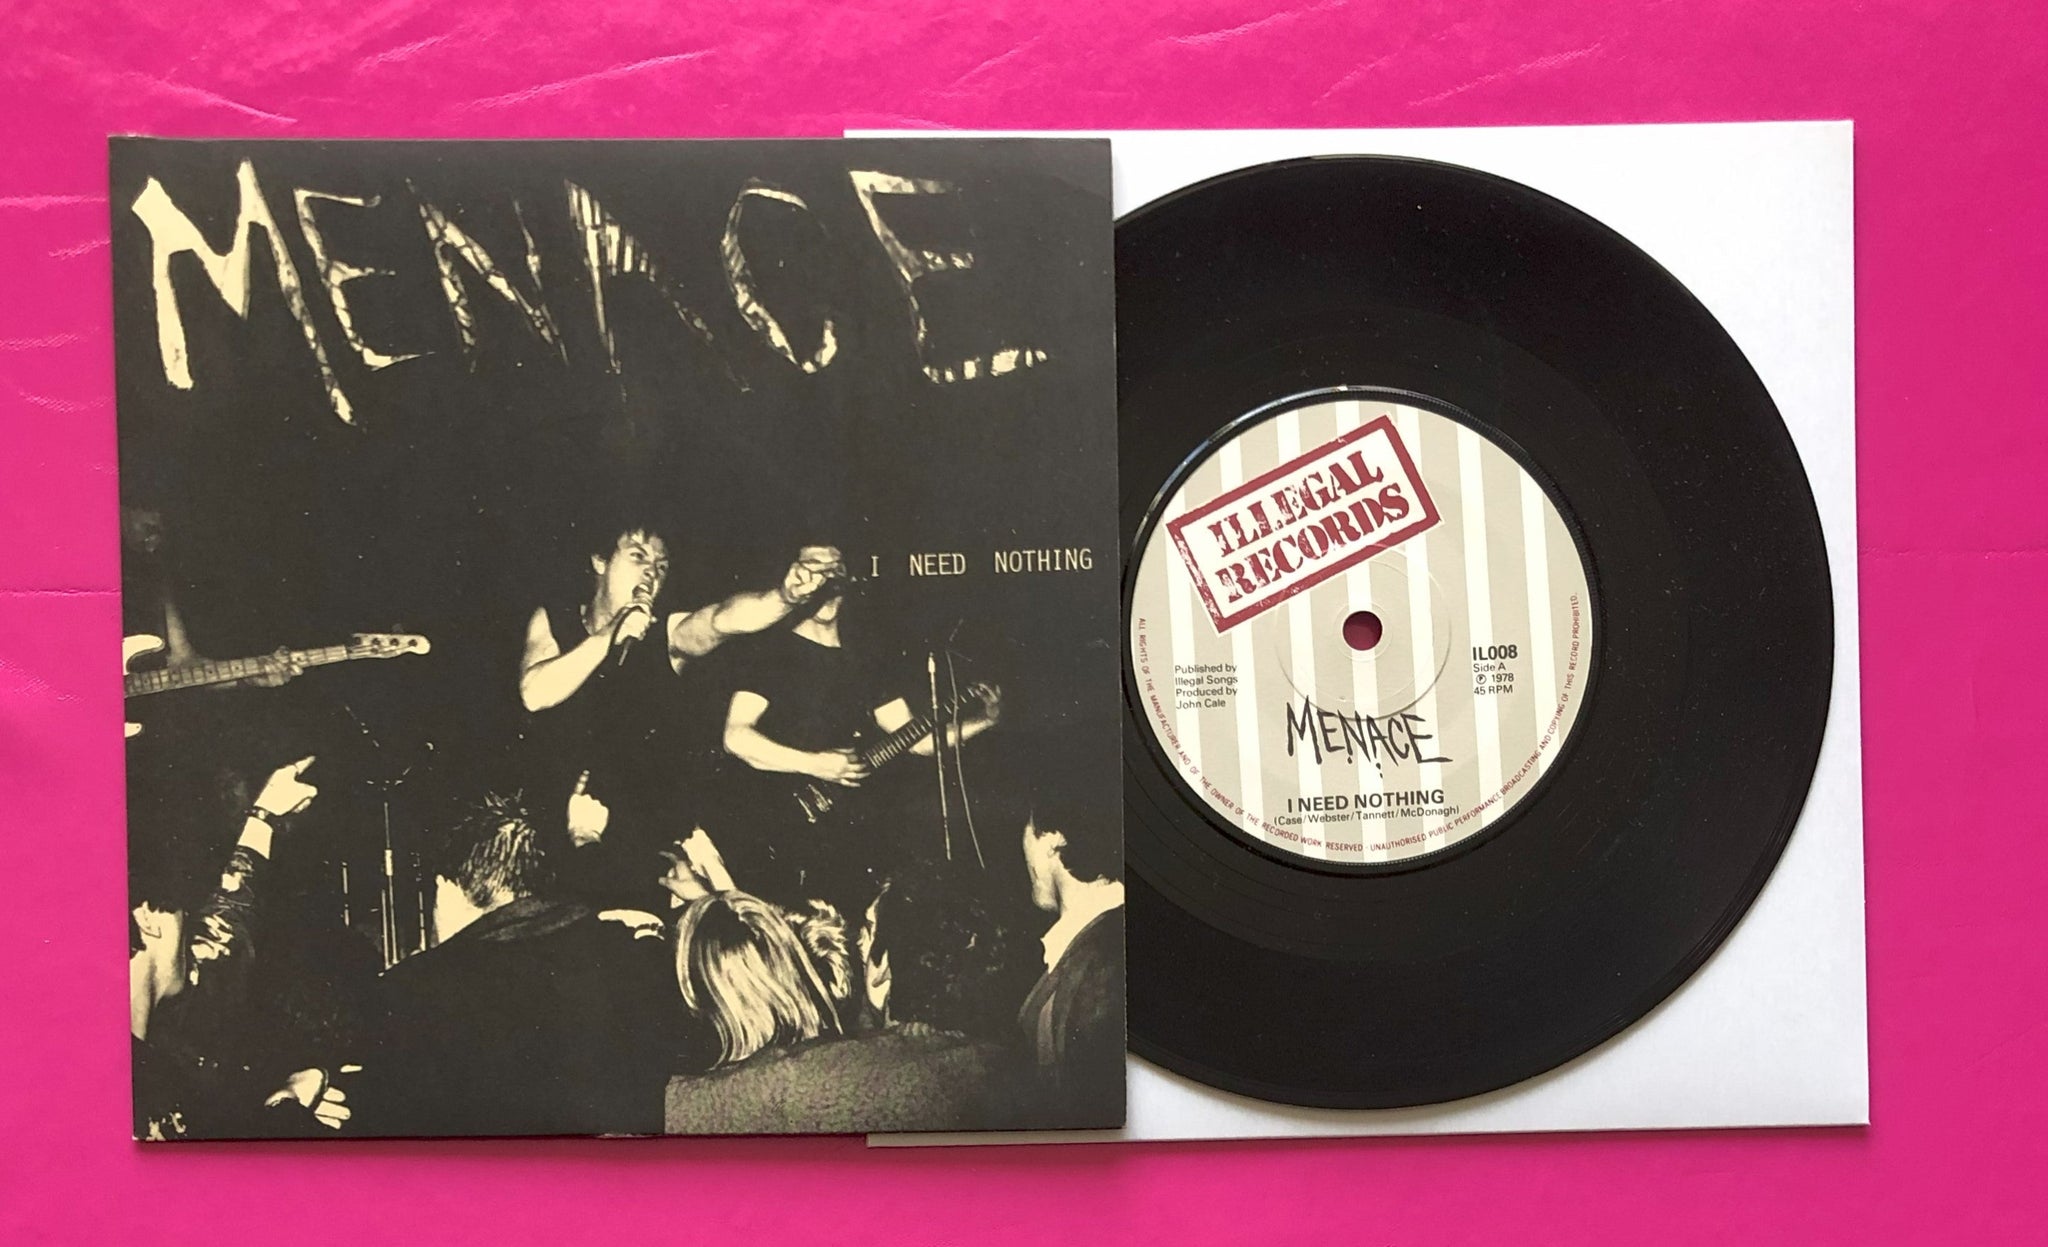 MENACE
I NEED NOTHING
ILLEGAL
RECORDS
Published by
Illegal Songs
Produced by
John Cale
IL008
Side A
Ⓟ 1978
45 RPM
MENACE
I NEED NOTHING
(Case/Webster/Tannett/McDonagh)
ALL RIGHTS OF THE MANUFACTURER AND OF THE OWNER OF THE RECORDED WORK RESERVED · UNAUTHORISED PUBLIC PERFORMANCE BROADCASTING AND COPYING OF THIS RECORD PROHIBITED.